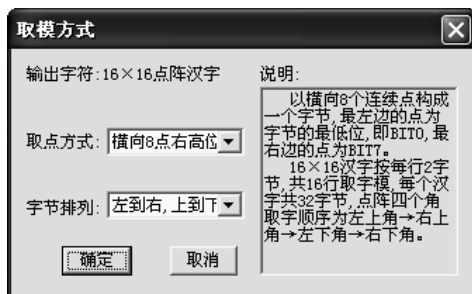 取模方式
输出字符:16×16点阵汉字
取点方式:
横向8点右高位
字节排列:
左到右,上到下
确定
取消
说明:
以横向8个连续点构成
一个字节,最左边的点为
字节的最低位,即BIT0,最
右边的点为BIT7。
16×16汉字按每行2字
节,共16行取字模,每个汉
字共32字节,点阵四个角
取字顺序为左上角→右上
角→左下角→右下角。